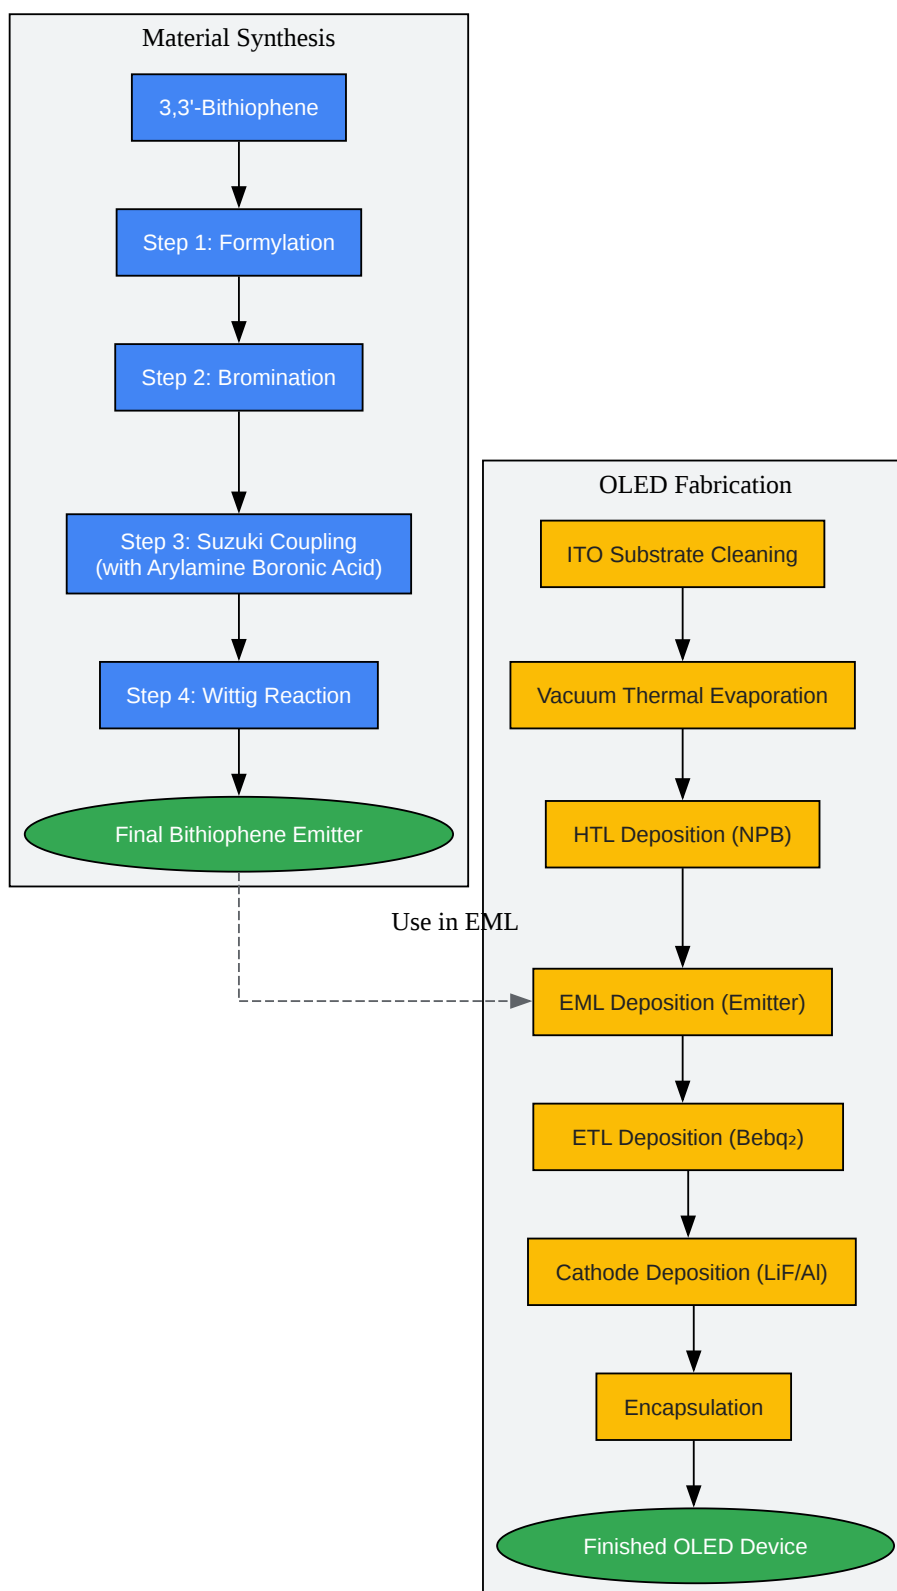 Material Synthesis
3,3'-Bithiophene
Step 1: Formylation
Step 2: Bromination
Step 3: Suzuki Coupling
(with Arylamine Boronic Acid)
Step 4: Wittig Reaction
Final Bithiophene Emitter
Use in EML
OLED Fabrication
ITO Substrate Cleaning
Vacuum Thermal Evaporation
HTL Deposition (NPB)
EML Deposition (Emitter)
ETL Deposition (Bebq₂)
Cathode Deposition (LiF/Al)
Encapsulation
Finished OLED Device